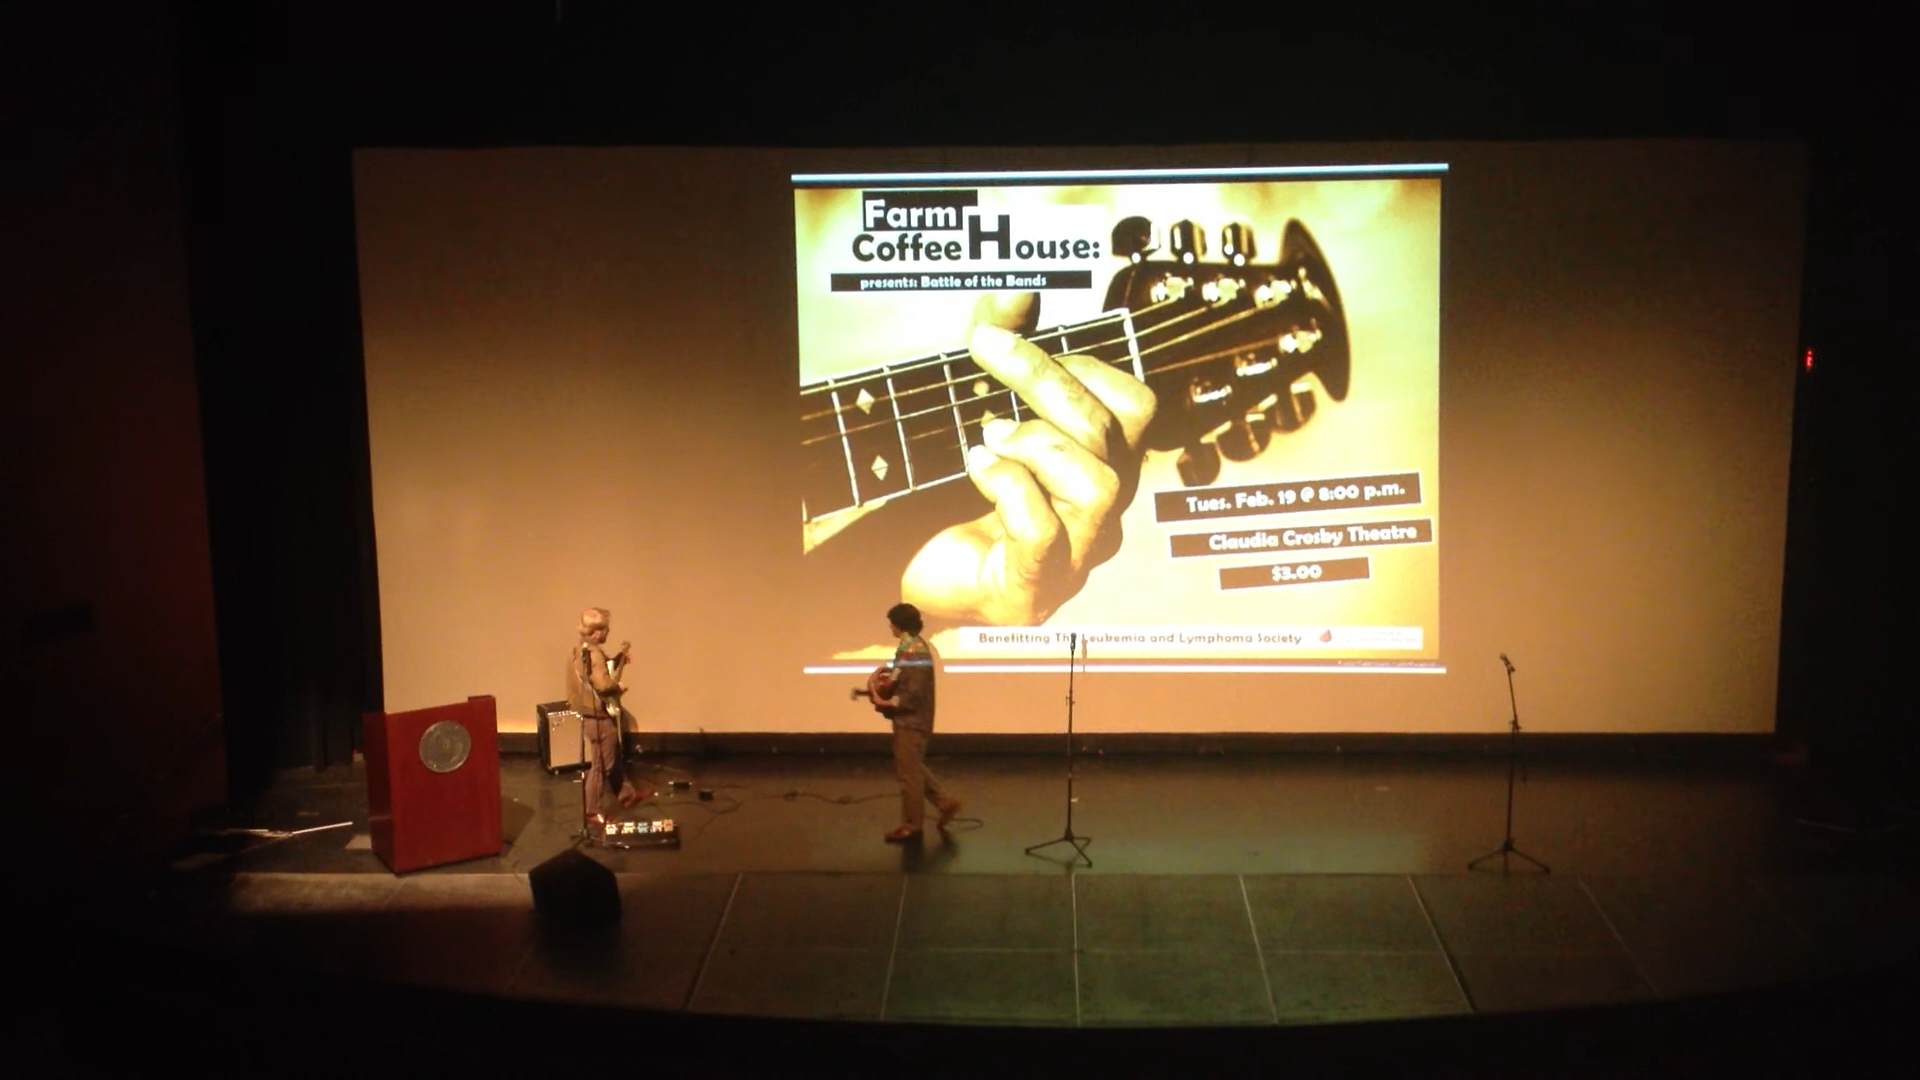 Farm
Coffee House:
presents: Battle of the Bands
Tues. Feb. 19 @ 8:00 p.m.
Claudia Crosby Theatre
$3.00
Benefitting The Leukemia and Lymphoma Society